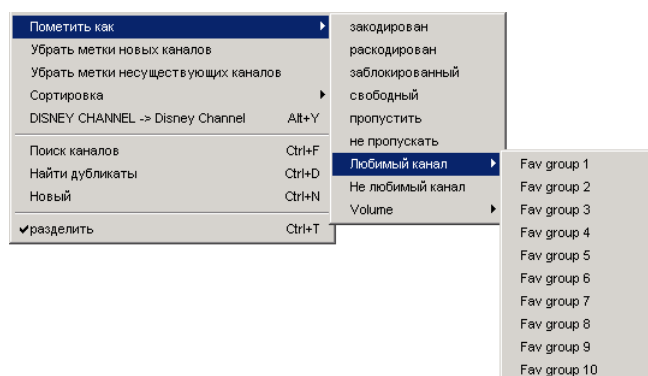 Пометить как
Убрать метки новых каналов
Убрать метки несуществующих каналов
Сортировка
DISNEY CHANNEL -> Disney Channel Alt+Y
Поиск каналов Ctrl+F
Найти дубликаты Ctrl+D
Новый Ctrl+N
разделить Ctrl+T
закодирован
раскодирован
заблокированный
свободный
пропустить
не пропускать
Любимый канал
Не любимый канал
Volume
Fav group 1
Fav group 2
Fav group 3
Fav group 4
Fav group 5
Fav group 6
Fav group 7
Fav group 8
Fav group 9
Fav group 10